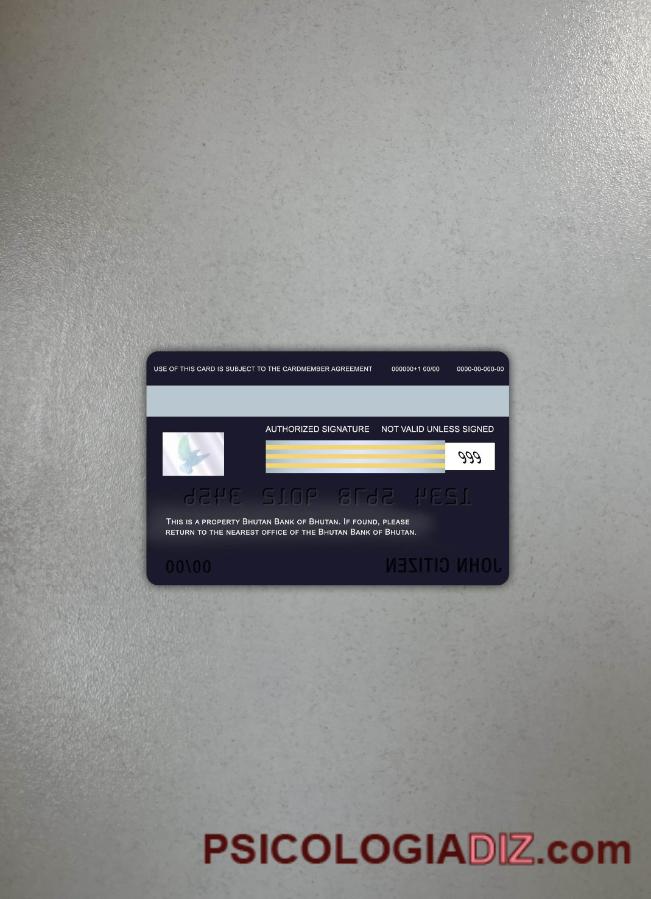 USE OF THIS CARD IS SUBJECT TO THE CARDMEMBER AGREEMENT 000000+1 00/00 0000-00-000-00
AUTHORIZED SIGNATURE NOT VALID UNLESS SIGNED
999
1234 5678 9012 3456
THIS IS A PROPERTY BHUTAN BANK OF BHUTAN. IF FOUND, PLEASE
RETURN TO THE NEAREST OFFICE OF THE BHUTAN BANK OF BHUTAN.
00/00 JOHN CITIZEN
PSICOLOGIADIZ.com